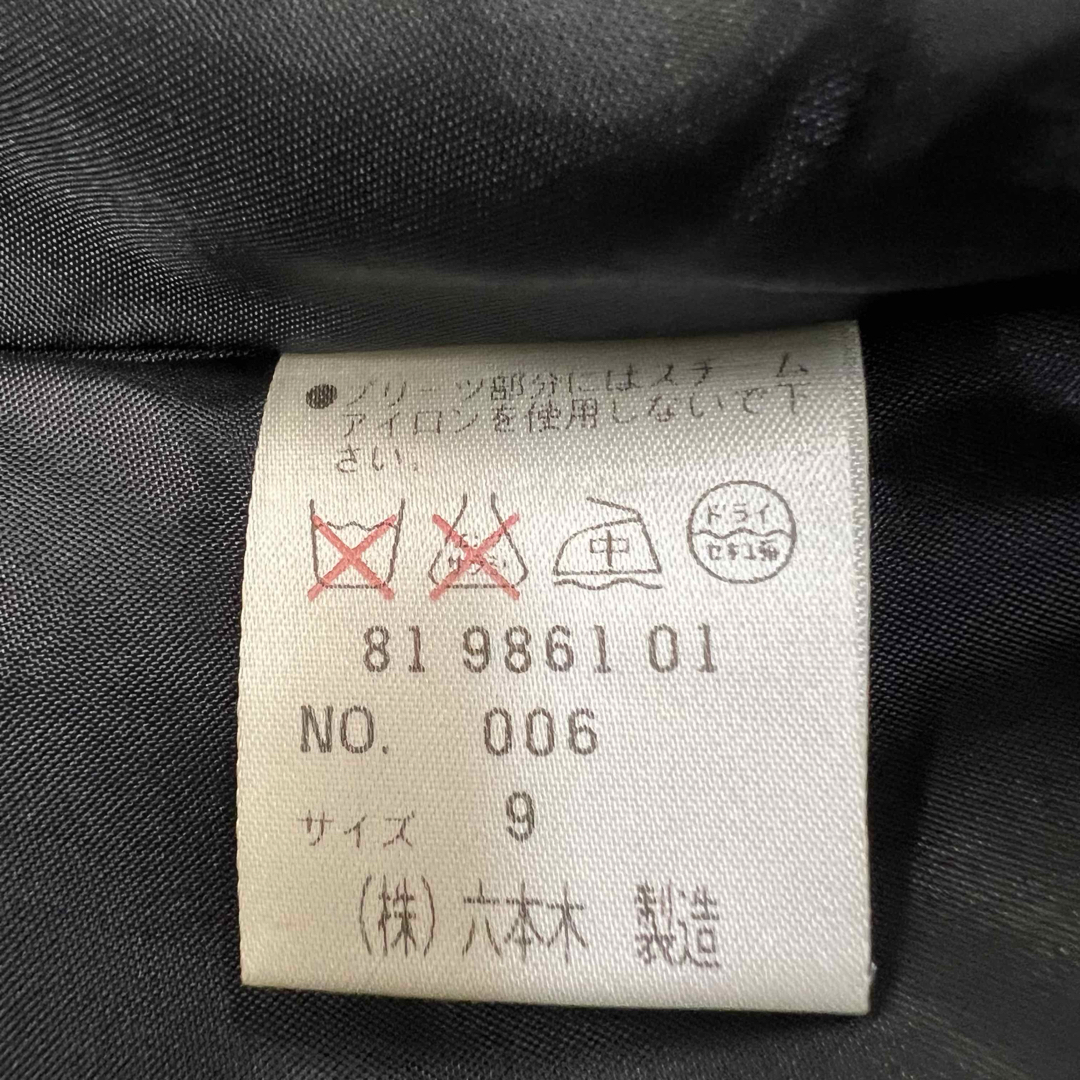 ●プリーツ部分にはスチーム
アイロンを使用しないで下
さい。
中
ドライ
セキユ系
81 9861 01
NO. 006
サイズ 9
(株)六本木 製造